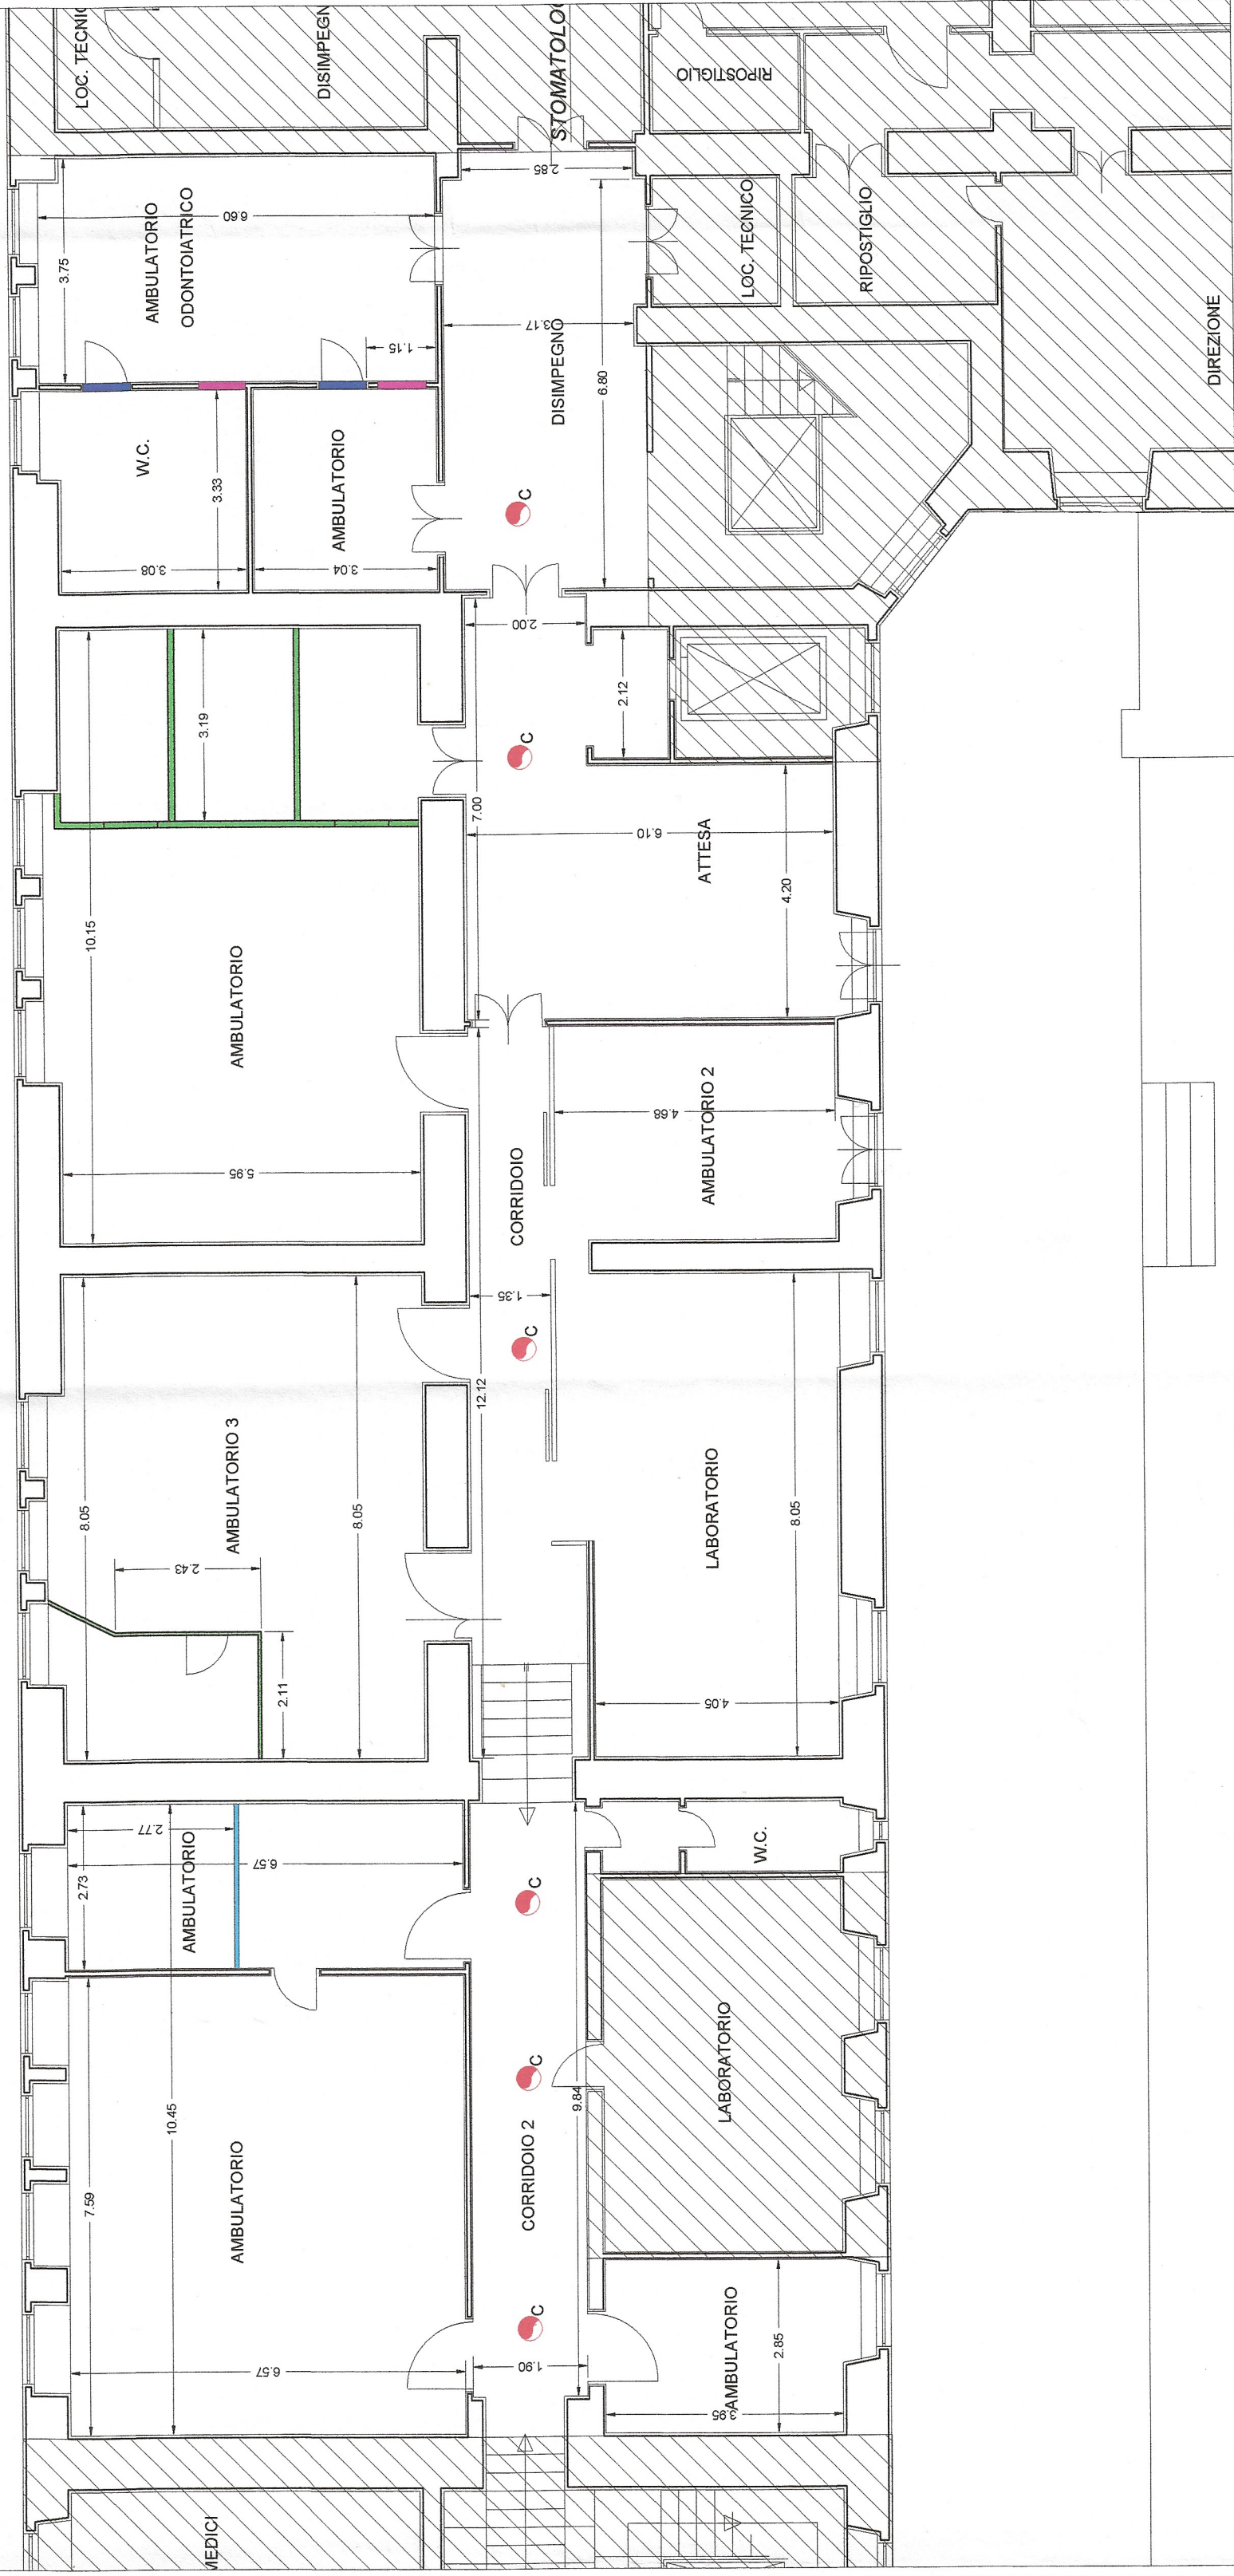 LOC. TECNIC
DISIMPEGN
STOMATOLO
RIPOSTIGLIO
2.85
AMBULATORIO
ODONTOIATRICO
6.60
3.75
1.15
LOC. TECNICO
RIPOSTIGLIO
DIREZIONE
3.17
DISIMPEGNO
6.80
W.C.
3.33
3.08
AMBULATORIO
3.04
C
2.00
2.12
3.19
C
7.00
10.15
AMBULATORIO
5.95
6.10
ATTESA
4.20
CORRIDOIO
4.68
AMBULATORIO 2
1.35
C
12.12
8.05
AMBULATORIO 3
8.05
2.43
2.11
LABORATORIO
8.05
4.05
2.77
2.73
AMBULATORIO
6.57
W.C.
C
10.45
7.59
AMBULATORIO
6.57
C
9.84
CORRIDOIO 2
LABORATORIO
C
1.90
AMBULATORIO
2.85
3.95
MEDICI